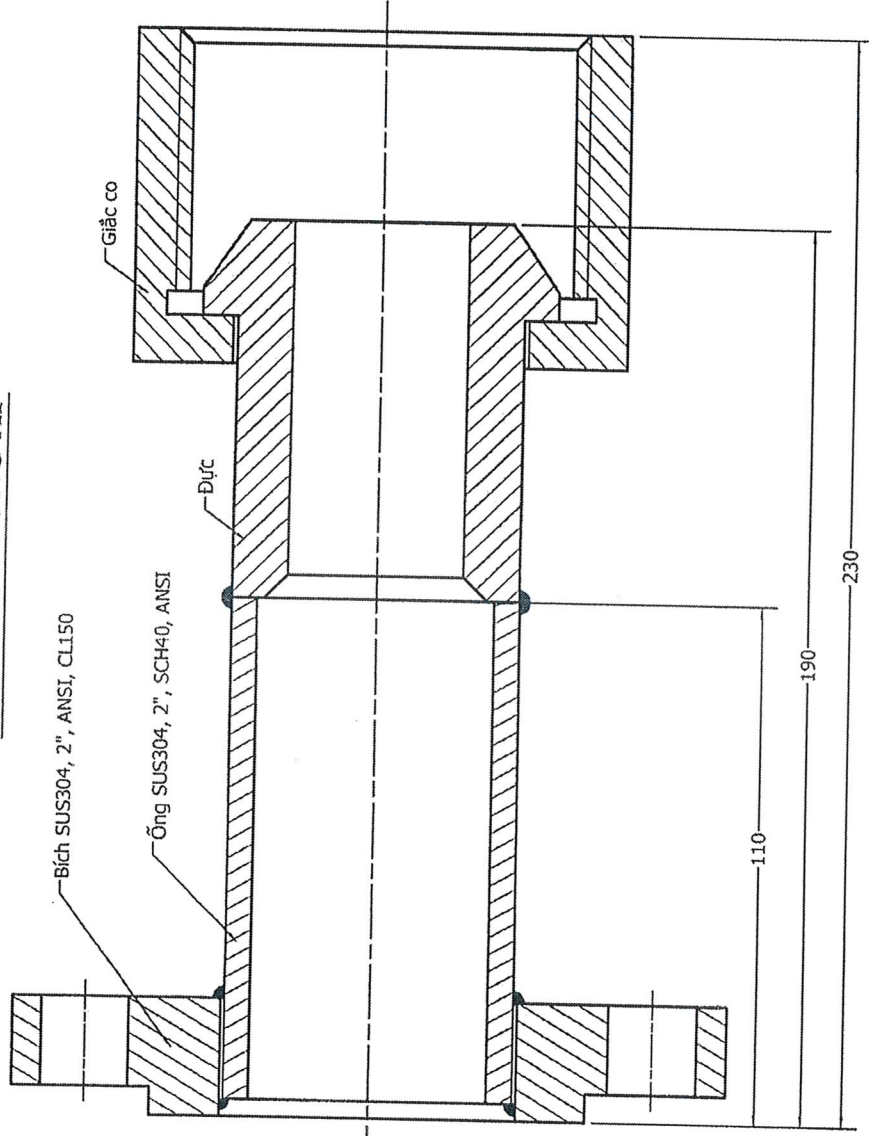 Giắc co
Đực
Bích SUS304, 2", ANSI, CL150
Ống SUS304, 2", SCH40, ANSI
110
190
230